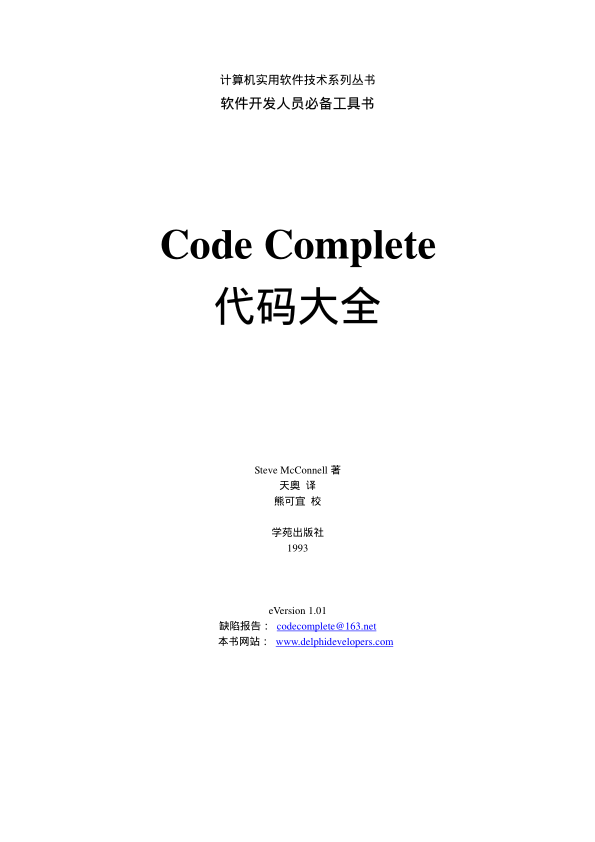 计算机实用软件技术系列丛书
软件开发人员必备工具书
Code Complete
代码大全
Steve McConnell 著
天奥 译
熊可宜 校
学苑出版社
1993
eVersion 1.01
缺陷报告： codecomplete@163.net
本书网站： www.delphidevelopers.com